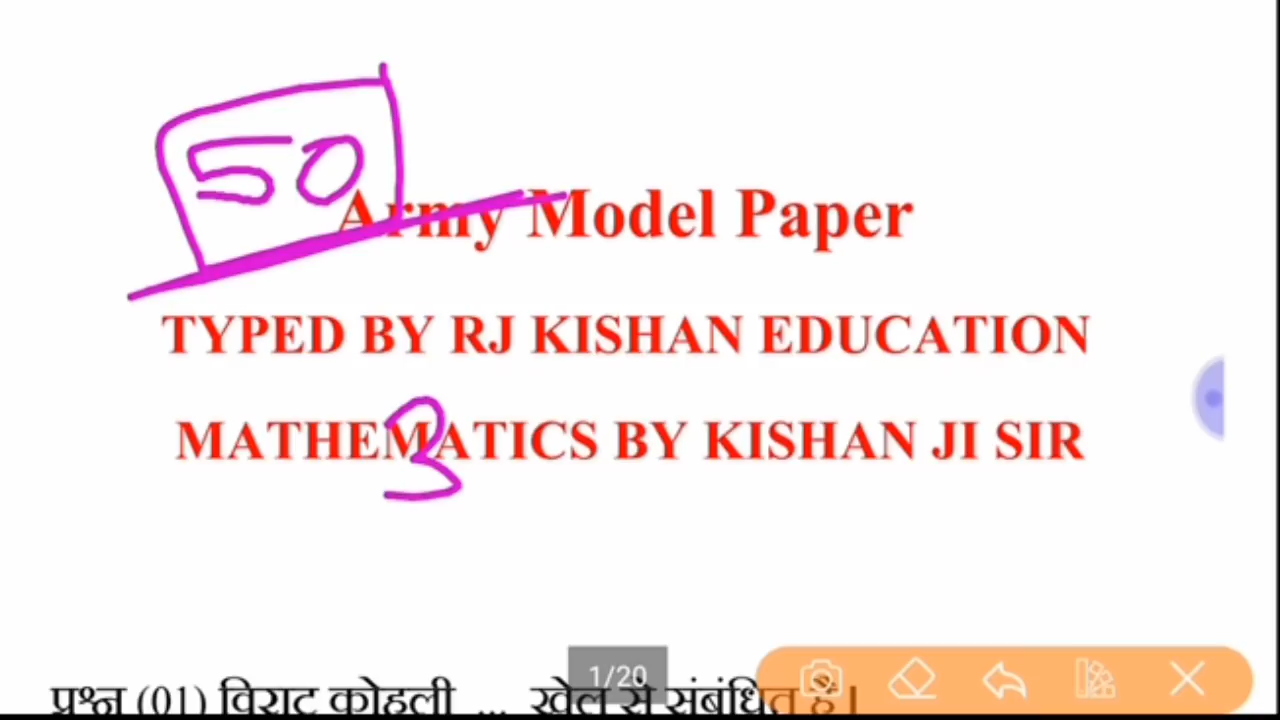 50
Army Model Paper
TYPED BY RJ KISHAN EDUCATION
MATHEMATICS BY KISHAN JI SIR
3
1/20
प्रश्न (01) विराट कोहली ... खेल से संबंधित है।